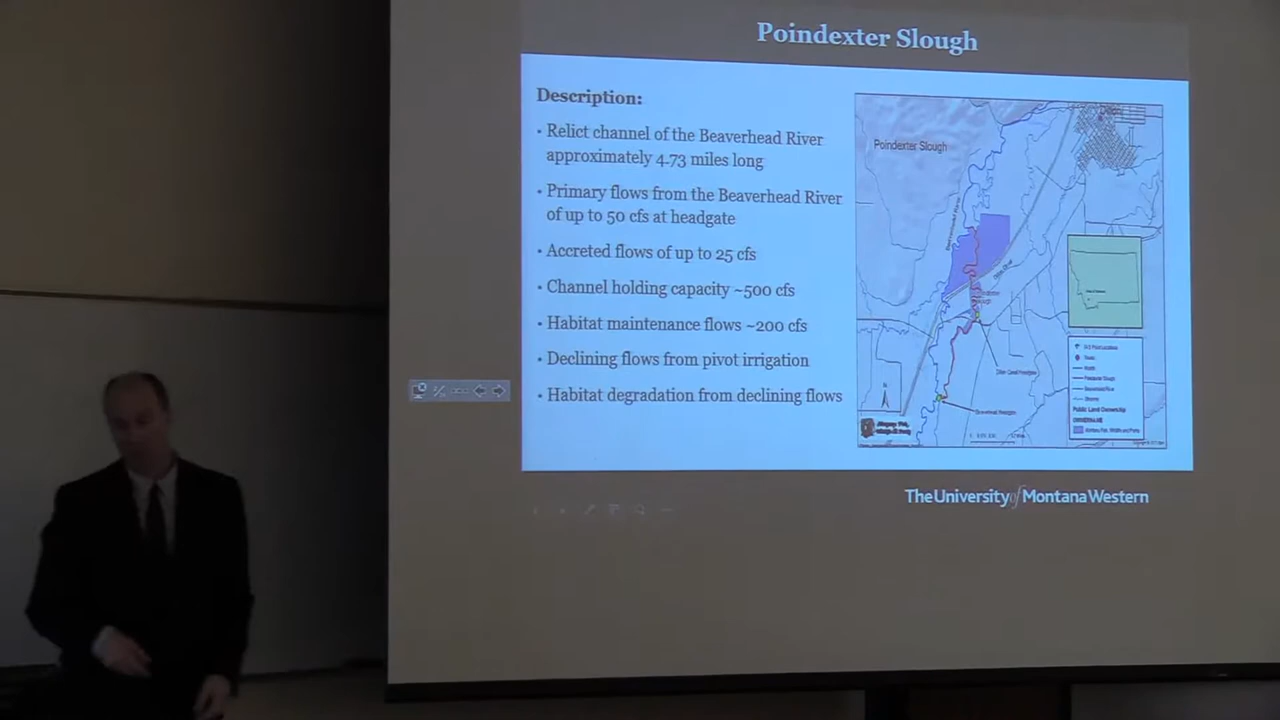 Poindexter Slough
Description:
• Relict channel of the Beaverhead River
approximately 4.73 miles long
• Primary flows from the Beaverhead River
of up to 50 cfs at headgate
• Accreted flows of up to 25 cfs
• Channel holding capacity ~500 cfs
• Habitat maintenance flows ~200 cfs
• Declining flows from pivot irrigation
• Habitat degradation from declining flows
Poindexter Slough
Dillon
Public Land Ownership
The University of Montana Western